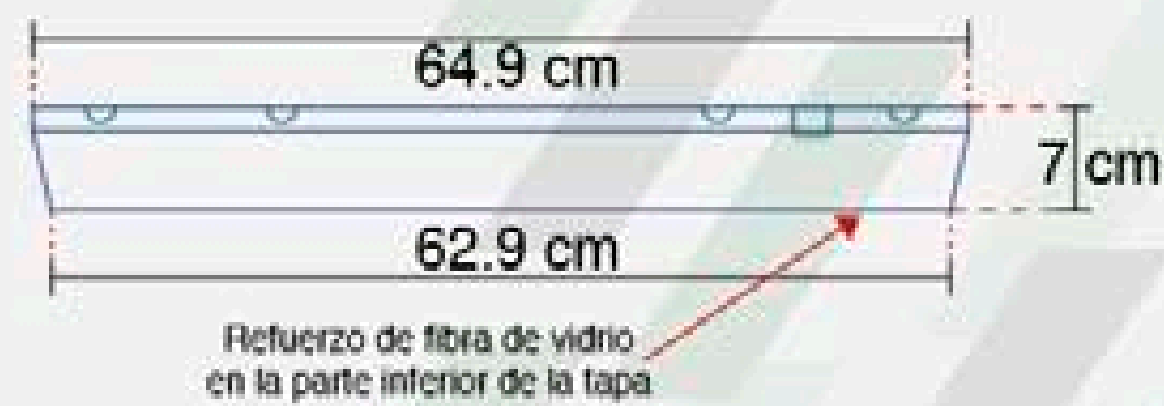 64.9 cm
7 cm
62.9 cm
Refuerzo de fibra de vidrio
en la parte inferior de la tapa